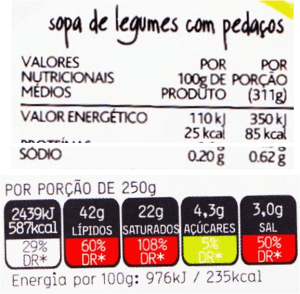 sopa de legumes com pedaços
VALORES NUTRICIONAIS MÉDIOS POR 100g DE PRODUTO POR PORÇÃO (311g)
VALOR ENERGÉTICO 110 kJ 350 kJ
25 kcal 85 kcal
SÓDIO 0.20 g 0.62 g
POR PORÇÃO DE 250g
2439kJ 42g 22g 4,3g 3,0g
587kcal LÍPIDOS SATURADOS AÇÚCARES SAL
29% 60% 108% 5% 50%
DR* DR* DR* DR* DR*
Energia por 100g: 976kJ / 235kcal